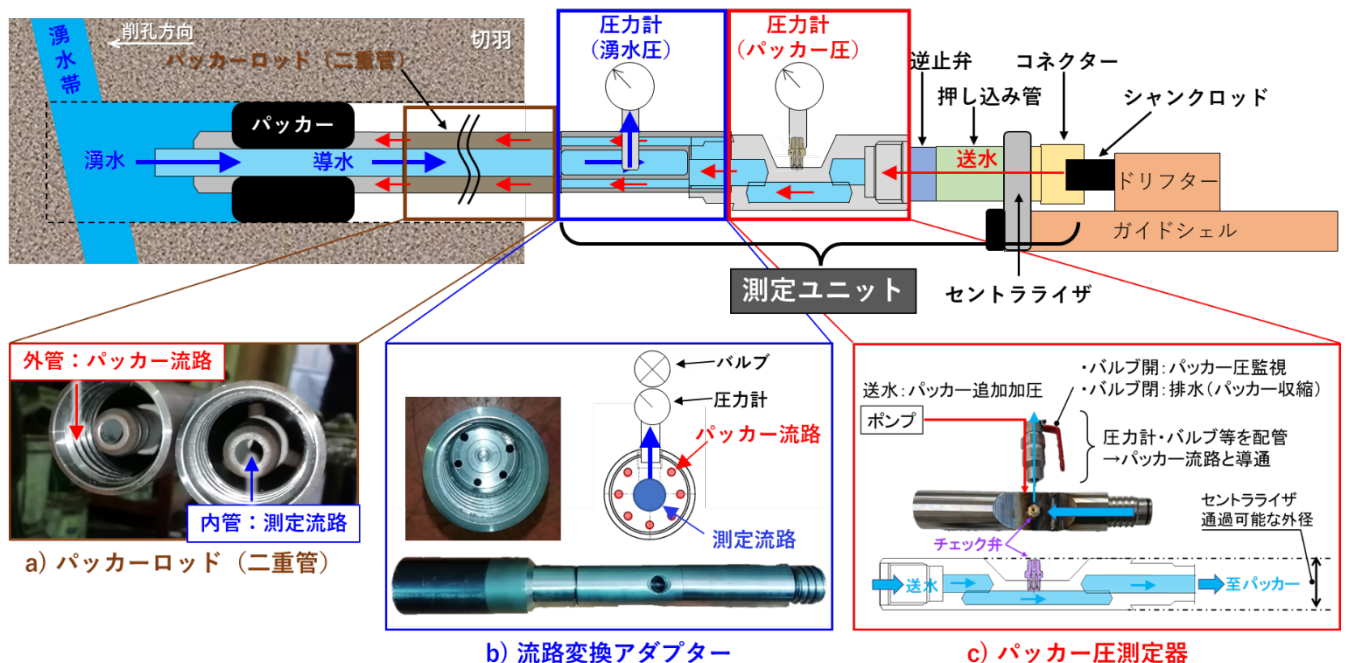 削孔方向
切羽
湧水帯
パッカーロッド（二重管）
パッカー
湧水
導水
圧力計
（湧水圧）
圧力計
（パッカー圧）
逆止弁
コネクター
押し込み管
シャンクロッド
送水
ドリフター
ガイドシェル
測定ユニット
セントラライザ
外管：パッカー流路
内管：測定流路
a）パッカーロッド（二重管）
バルブ
圧力計
パッカー流路
測定流路
b）流路変換アダプター
・バルブ開：パッカー圧監視
・バルブ閉：排水（パッカー収縮）
送水：パッカー追加加圧
ポンプ
圧力計・バルブ等を配管
→パッカー流路と導通
セントラライザ
通過可能な外径
チェック弁
送水
至パッカー
c）パッカー圧測定器